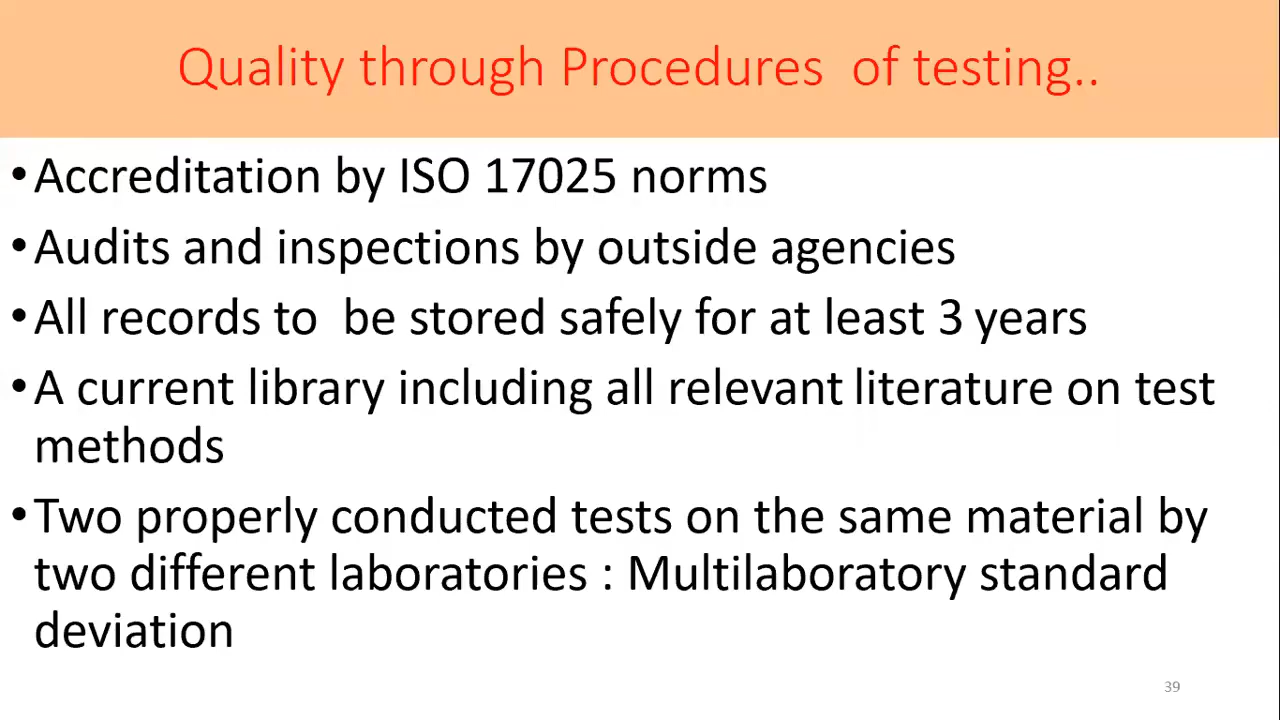 Quality through Procedures  of testing..
•Accreditation by ISO 17025 norms
•Audits and inspections by outside agencies
•All records to  be stored safely for at least 3 years
•A current library including all relevant literature on test
methods
•Two properly conducted tests on the same material by
two different laboratories : Multilaboratory standard
deviation
39